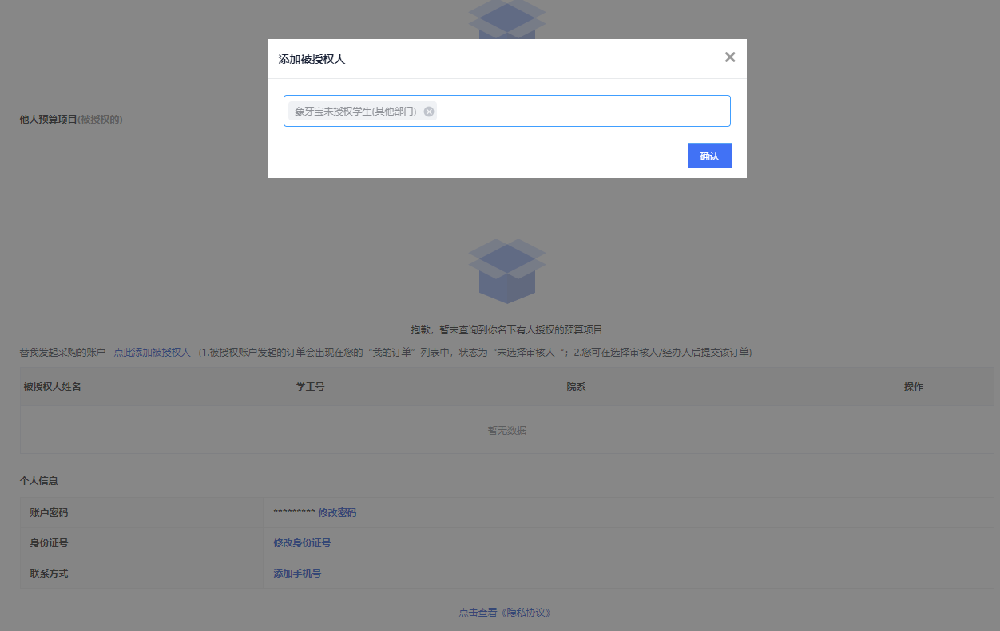 添加被授权人
象牙宝未授权学生(其他部门)
确认
他人预算项目(被授权的)
抱歉，暂未查询到你名下有人授权的预算项目
替我发起采购的账户 点此添加被授权人 (1.被授权账户发起的订单会出现在您的“我的订单”列表中，状态为“未选择审核人“；2.您可在选择审核人/经办人后提交该订单)
被授权人姓名 学工号 院系 操作
暂无数据
个人信息
账户密码 ********* 修改密码
身份证号 修改身份证号
联系方式 添加手机号
点击查看《隐私协议》